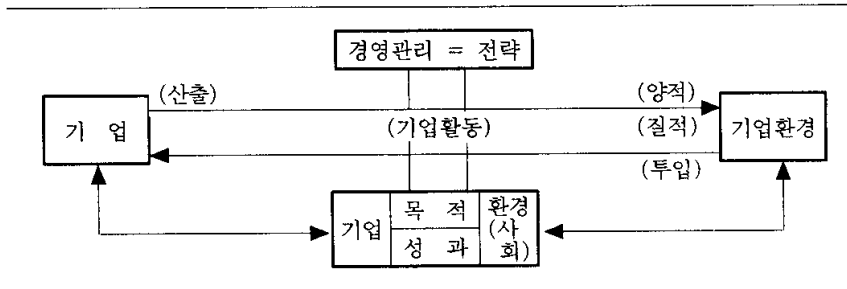 경영관리 = 전략
(산출)
(양적)
기 업
(기업활동)
(질적)
기업환경
(투입)
기업
목 적
성 과
환경
(사
회)